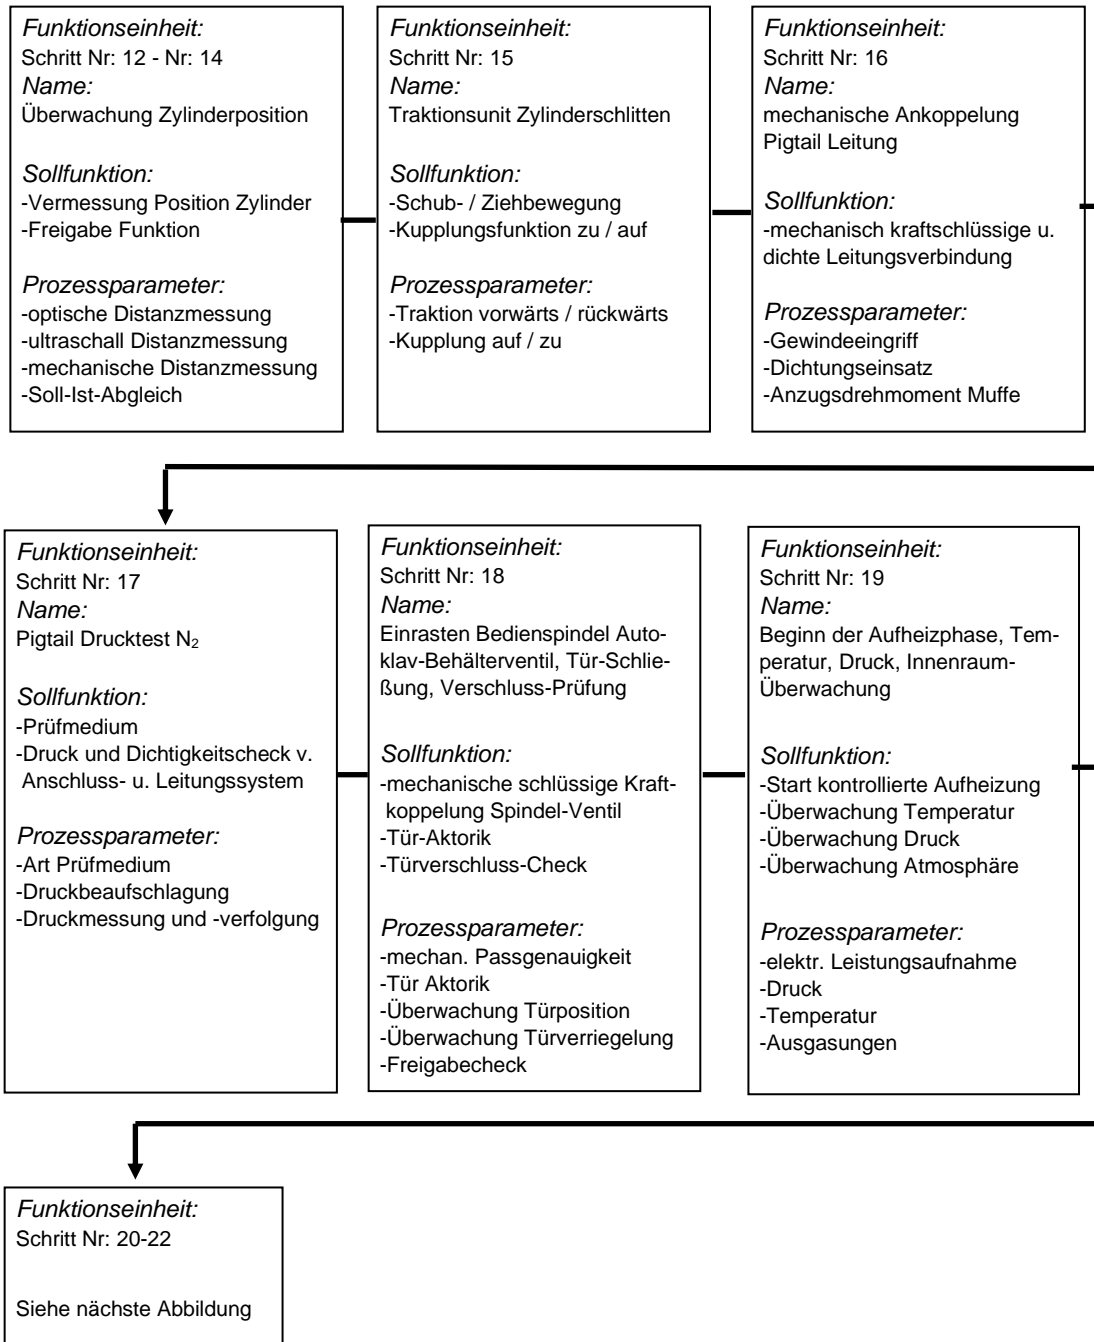 Funktionseinheit:
Schritt Nr: 12 - Nr: 14
Name:
Überwachung Zylinderposition
Sollfunktion:
-Vermessung Position Zylinder
-Freigabe Funktion
Prozessparameter:
-optische Distanzmessung
-ultraschall Distanzmessung
-mechanische Distanzmessung
-Soll-Ist-Abgleich
Funktionseinheit:
Schritt Nr: 15
Name:
Traktionsunit Zylinderschlitten
Sollfunktion:
-Schub- / Ziehbewegung
-Kupplungsfunktion zu / auf
Prozessparameter:
-Traktion vorwärts / rückwärts
-Kupplung auf / zu
Funktionseinheit:
Schritt Nr: 16
Name:
mechanische Ankoppelung
Pigtail Leitung
Sollfunktion:
-mechanisch kraftschlüssige u.
dichte Leitungsverbindung
Prozessparameter:
-Gewindeeingriff
-Dichtungseinsatz
-Anzugsdrehmoment Muffe
Funktionseinheit:
Schritt Nr: 17
Name:
Pigtail Drucktest N₂
Sollfunktion:
-Prüfmedium
-Druck und Dichtigkeitscheck v.
Anschluss- u. Leitungssystem
Prozessparameter:
-Art Prüfmedium
-Druckbeaufschlagung
-Druckmessung und -verfolgung
Funktionseinheit:
Schritt Nr: 18
Name:
Einrasten Bedienspindel Auto-
klav-Behälterventil, Tür-Schlie-
ßung, Verschluss-Prüfung
Sollfunktion:
-mechanische schlüssige Kraft-
koppelung Spindel-Ventil
-Tür-Aktorik
-Türverschluss-Check
Prozessparameter:
-mechan. Passgenauigkeit
-Tür Aktorik
-Überwachung Türposition
-Überwachung Türverriegelung
-Freigabecheck
Funktionseinheit:
Schritt Nr: 19
Name:
Beginn der Aufheizphase, Tem-
peratur, Druck, Innenraum-
Überwachung
Sollfunktion:
-Start kontrollierte Aufheizung
-Überwachung Temperatur
-Überwachung Druck
-Überwachung Atmosphäre
Prozessparameter:
-elektr. Leistungsaufnahme
-Druck
-Temperatur
-Ausgasungen
Funktionseinheit:
Schritt Nr: 20-22
Siehe nächste Abbildung